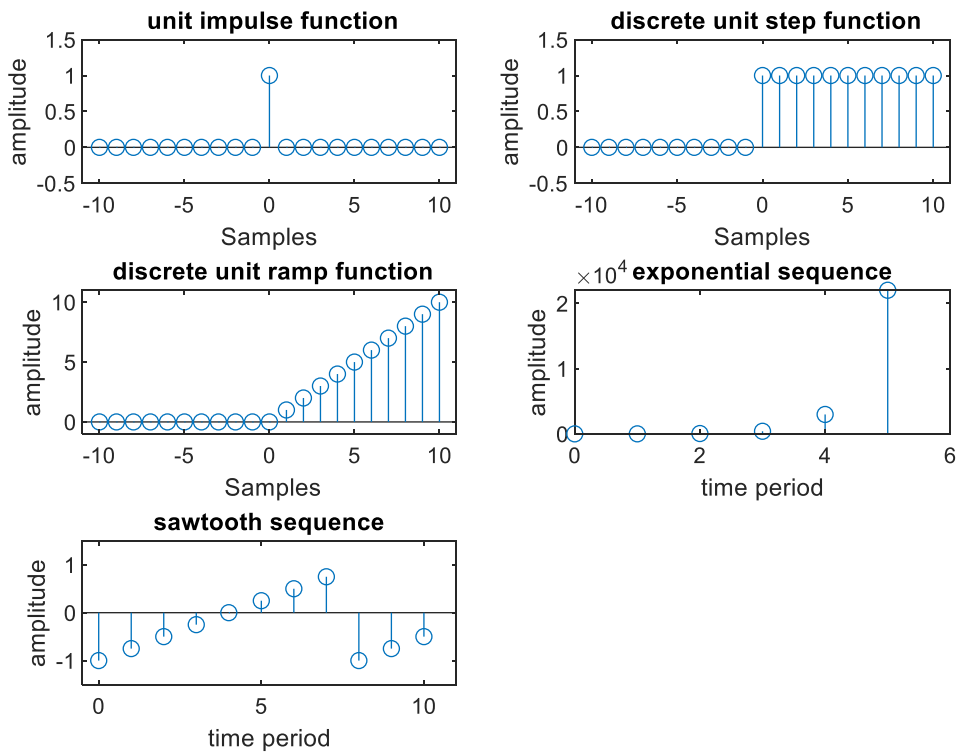 unit impulse function
1.5
1
0.5
0
-0.5
amplitude
-10 -5 0 5 10
Samples
discrete unit step function
1.5
1
0.5
0
-0.5
amplitude
-10 -5 0 5 10
Samples
discrete unit ramp function
10
5
0
amplitude
-10 -5 0 5 10
Samples
×10⁴ exponential sequence
2
1
0
amplitude
0 2 4 6
time period
sawtooth sequence
1
0
-1
amplitude
0 5 10
time period